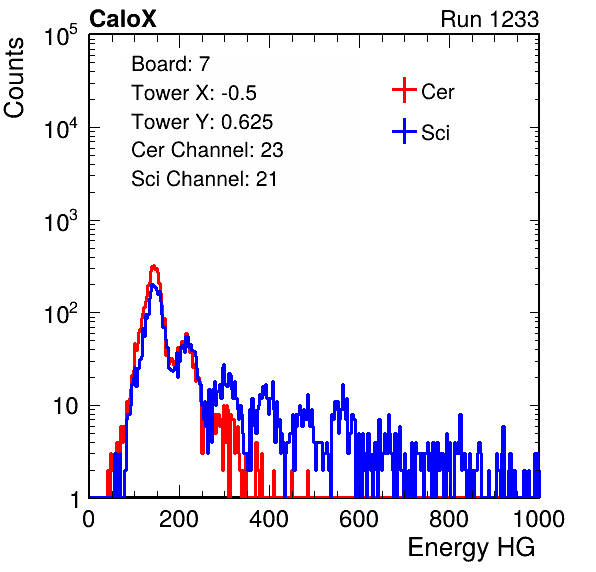 CaloX Run 1233
Counts
Board: 7
Tower X: -0.5
Tower Y: 0.625
Cer Channel: 23
Sci Channel: 21
Cer
Sci
10^5
10^4
10^3
10^2
10
1
0 200 400 600 800 1000
Energy HG